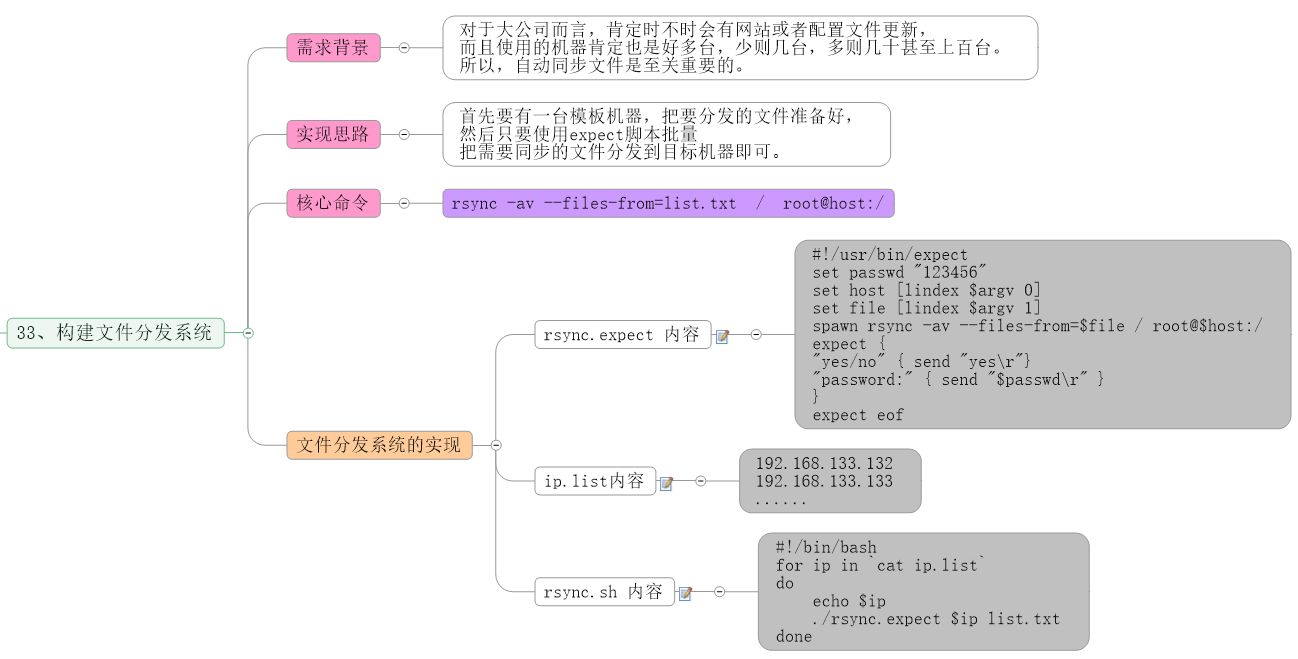 33、构建文件分发系统
需求背景
对于大公司而言，肯定时不时会有网站或者配置文件更新，
而且使用的机器肯定也是好多台，少则几台，多则几十甚至上百台。
所以，自动同步文件是至关重要的。
实现思路
首先要有一台模板机器，把要分发的文件准备好，
然后只要使用expect脚本批量
把需要同步的文件分发到目标机器即可。
核心命令
rsync -av --files-from=list.txt  /  root@host:/
文件分发系统的实现
rsync.expect 内容
#!/usr/bin/expect
set passwd "123456"
set host [lindex $argv 0]
set file [lindex $argv 1]
spawn rsync -av --files-from=$file / root@$host:/
expect {
"yes/no" { send "yes\r"}
"password:" { send "$passwd\r" }
}
expect eof
ip.list内容
192.168.133.132
192.168.133.133
......
rsync.sh 内容
#!/bin/bash
for ip in `cat ip.list`
do
    echo $ip
    ./rsync.expect $ip list.txt
done